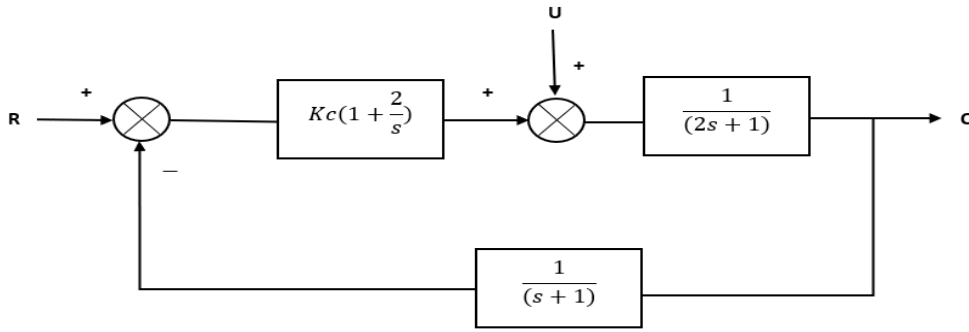 U
+
+
+
R
Kc(1 + 2/s)
1/(2s + 1)
C
−
1/(s + 1)